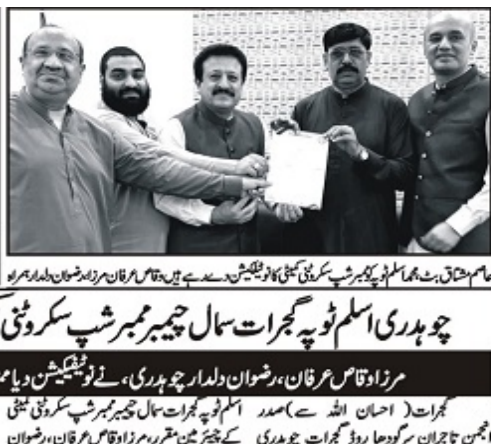 عاصم مشتاق بٹ، محمد اسلم ٹوپہ کو ممبر شپ سکروٹنی کمیٹی کا نوٹیفکیشن دے رہے ہیں، وقاص عرفان مرزا، رضوان دلدار ہمراہ
چوہدری اسلم ٹوپہ گجرات سمال چیمبر ممبر شپ سکروٹنی
مرزا وقاص عرفان، رضوان دلدار چوہدری، نے نوٹیفکیشن دیا
گجرات( احسان اللہ سے)صدر
انجمن تاجران سرگودھا روڈ گجرات چوہدری
اسلم ٹوپہ گجرات سمال چیمبر ممبر شپ سکروٹنی کمیٹی
کے چیئرمین مقرر، مرزا وقاص عرفان، رضوان